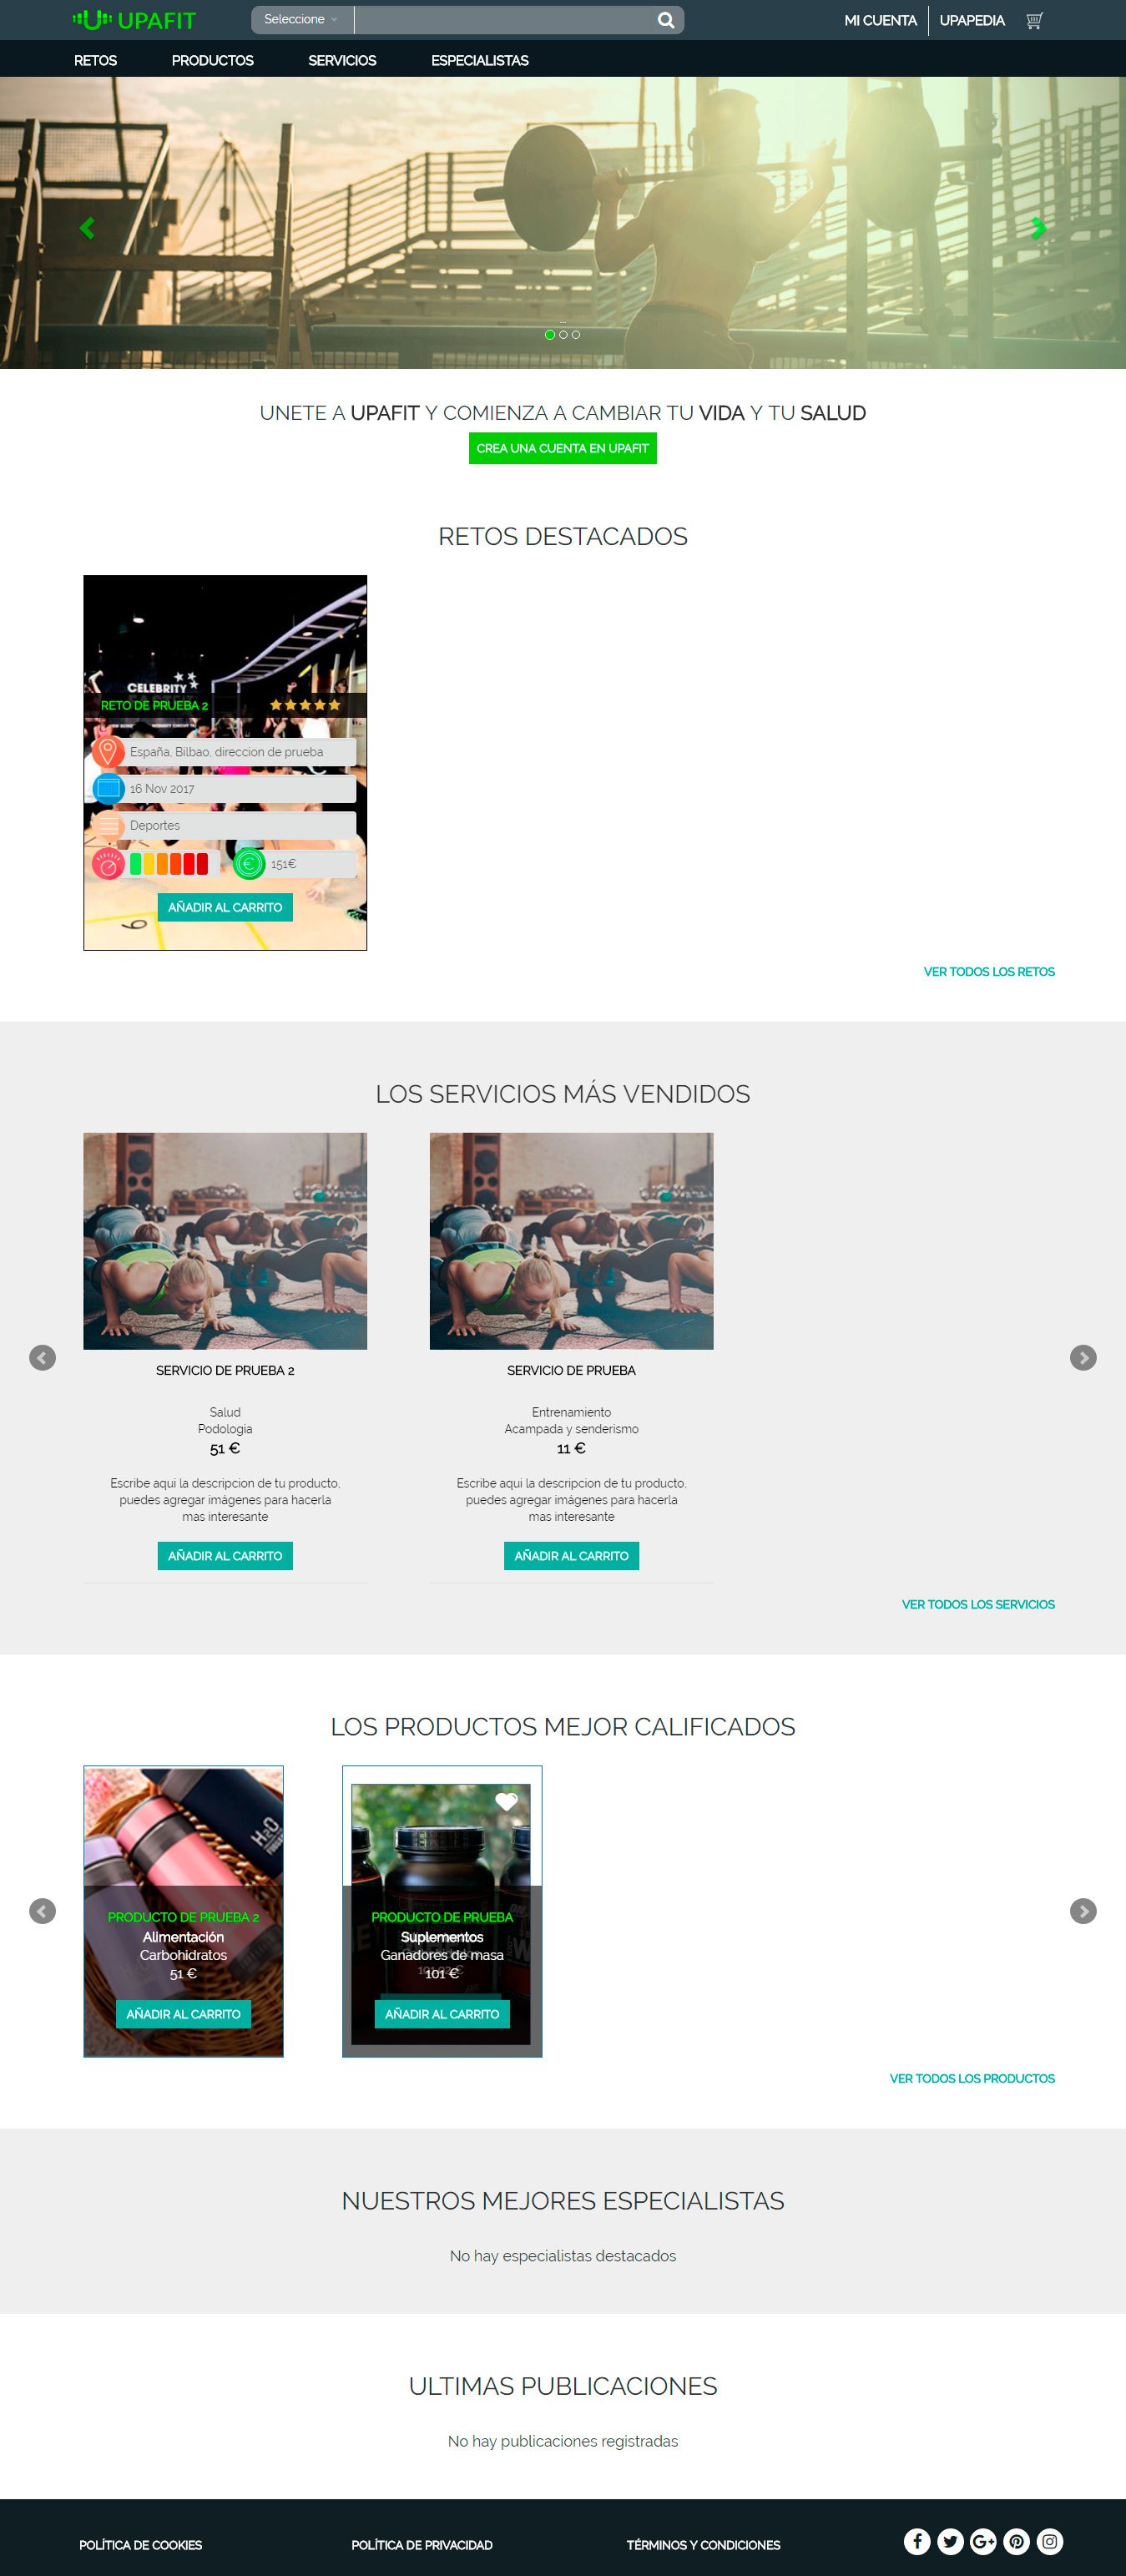 UPAFIT
Seleccione
MI CUENTA
UPAPEDIA
RETOS
PRODUCTOS
SERVICIOS
ESPECIALISTAS
UNETE A UPAFIT Y COMIENZA A CAMBIAR TU VIDA Y TU SALUD
CREA UNA CUENTA EN UPAFIT
RETOS DESTACADOS
CELEBRITY
RETO DE PRUEBA 2
España, Bilbao, direccion de prueba
16 Nov 2017
Deportes
151€
AÑADIR AL CARRITO
6
VER TODOS LOS RETOS
LOS SERVICIOS MÁS VENDIDOS
SERVICIO DE PRUEBA 2
Salud
Podologia
51 €
Escribe aqui la descripcion de tu producto,
puedes agregar imágenes para hacerla
mas interesante
AÑADIR AL CARRITO
SERVICIO DE PRUEBA
Entrenamiento
Acampada y senderismo
11 €
Escribe aqui la descripcion de tu producto,
puedes agregar imágenes para hacerla
mas interesante
AÑADIR AL CARRITO
VER TODOS LOS SERVICIOS
LOS PRODUCTOS MEJOR CALIFICADOS
H2O
PRODUCTO DE PRUEBA 2
Alimentación
Carbohidratos
51 €
AÑADIR AL CARRITO
PRODUCTO DE PRUEBA
Suplementos
Ganadores de masa
101 €
AÑADIR AL CARRITO
VER TODOS LOS PRODUCTOS
NUESTROS MEJORES ESPECIALISTAS
No hay especialistas destacados
ULTIMAS PUBLICACIONES
No hay publicaciones registradas
POLÍTICA DE COOKIES
POLÍTICA DE PRIVACIDAD
TÉRMINOS Y CONDICIONES